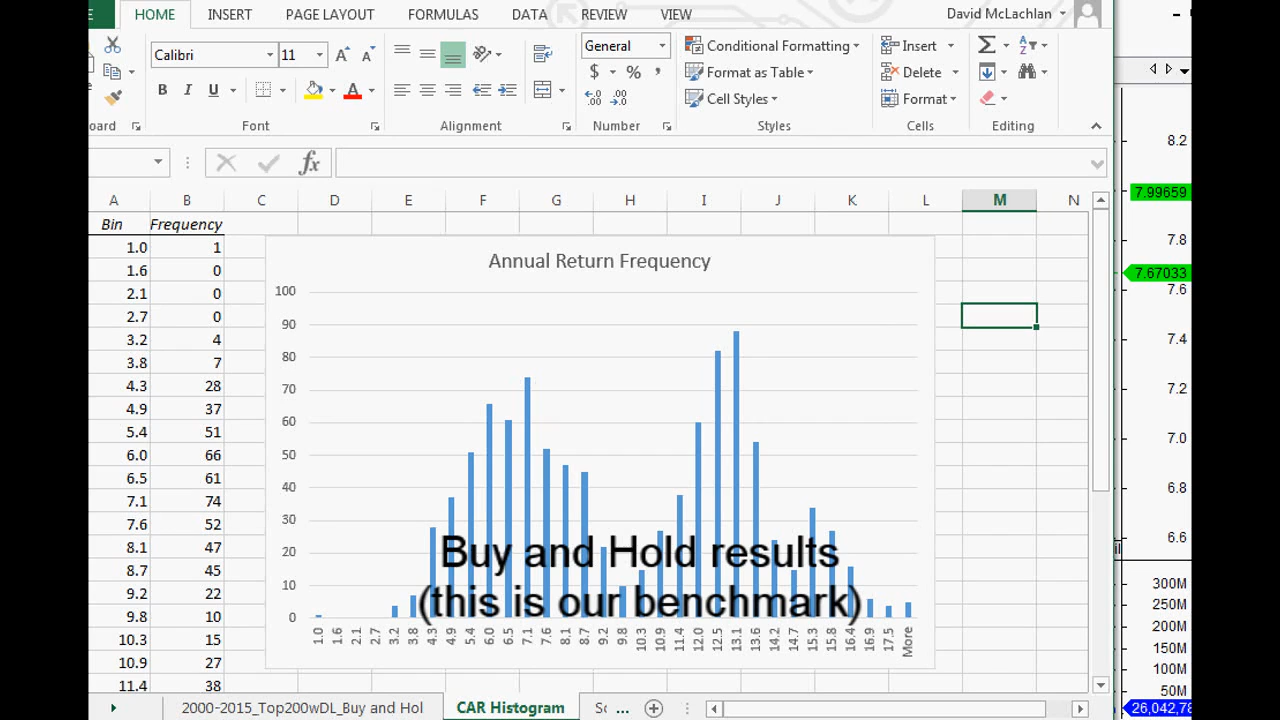 HOME INSERT PAGE LAYOUT FORMULAS DATA REVIEW VIEW David McLachlan
Calibri 11 General Conditional Formatting Insert
B I U $ % , Format as Table Delete
Cell Styles Format
oard Font Alignment Number Styles Cells Editing
fx
A B C D E F G H I J K L M N
Bin Frequency
1.0 1
1.6 0
2.1 0
2.7 0
3.2 4
3.8 7
4.3 28
4.9 37
5.4 51
6.0 66
6.5 61
7.1 74
7.6 52
8.1 47
8.7 45
9.2 22
9.8 10
10.3 15
10.9 27
11.4 38
Annual Return Frequency
100
90
80
70
60
50
40
30
20
10
0
1.0 1.6 2.1 2.7 3.2 3.8 4.3 4.9 5.4 6.0 6.5 7.1 7.6 8.1 8.7 9.2 9.8 10.3 10.9 11.4 12.0 12.5 13.1 13.6 14.2 14.7 15.3 15.8 16.4 16.9 17.5 More
Buy and Hold results
(this is our benchmark)
2000-2015_Top200wDL_Buy and Hol CAR Histogram Sc ...
8.2
7.99659
7.8
7.67033
7.6
7.4
7.2
7.0
6.8
6.6
300M
250M
200M
150M
100M
50M
26,042,78